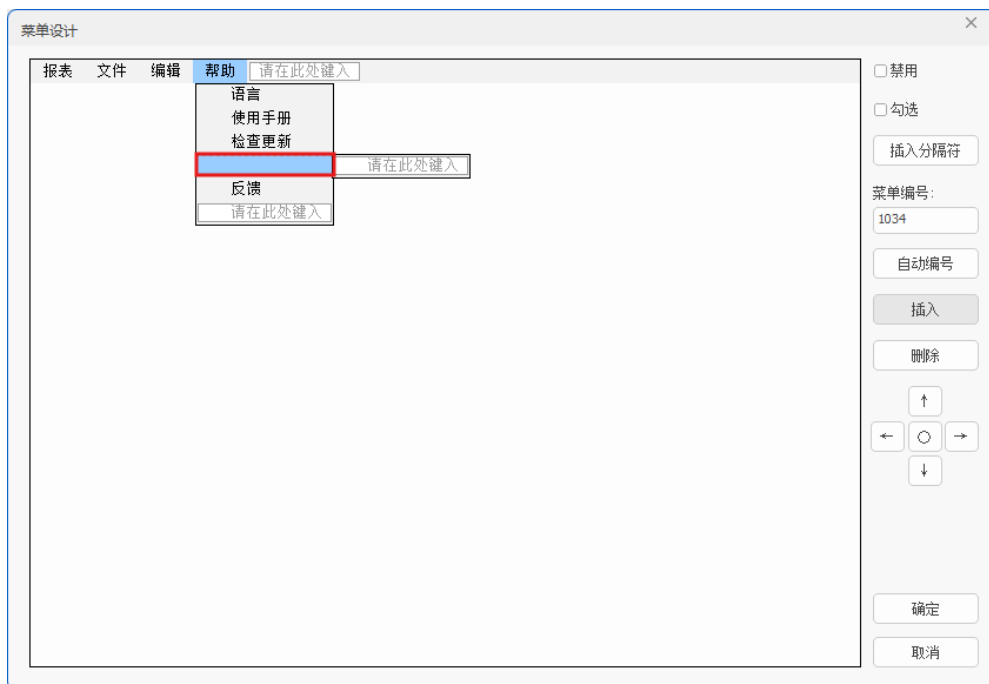 菜单设计
报表 文件 编辑 帮助 请在此处键入
语言
使用手册
检查更新
请在此处键入
反馈
请在此处键入
禁用
勾选
插入分隔符
菜单编号:
1034
自动编号
插入
删除
↑
← ○ →
↓
确定
取消